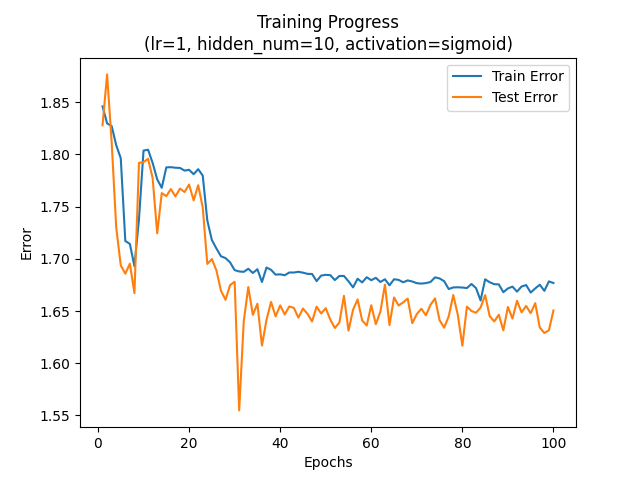 Training Progress
(lr=1, hidden_num=10, activation=sigmoid)
Train Error
Test Error
1.85
1.80
1.75
1.70
1.65
1.60
1.55
Error
0
20
40
60
80
100
Epochs